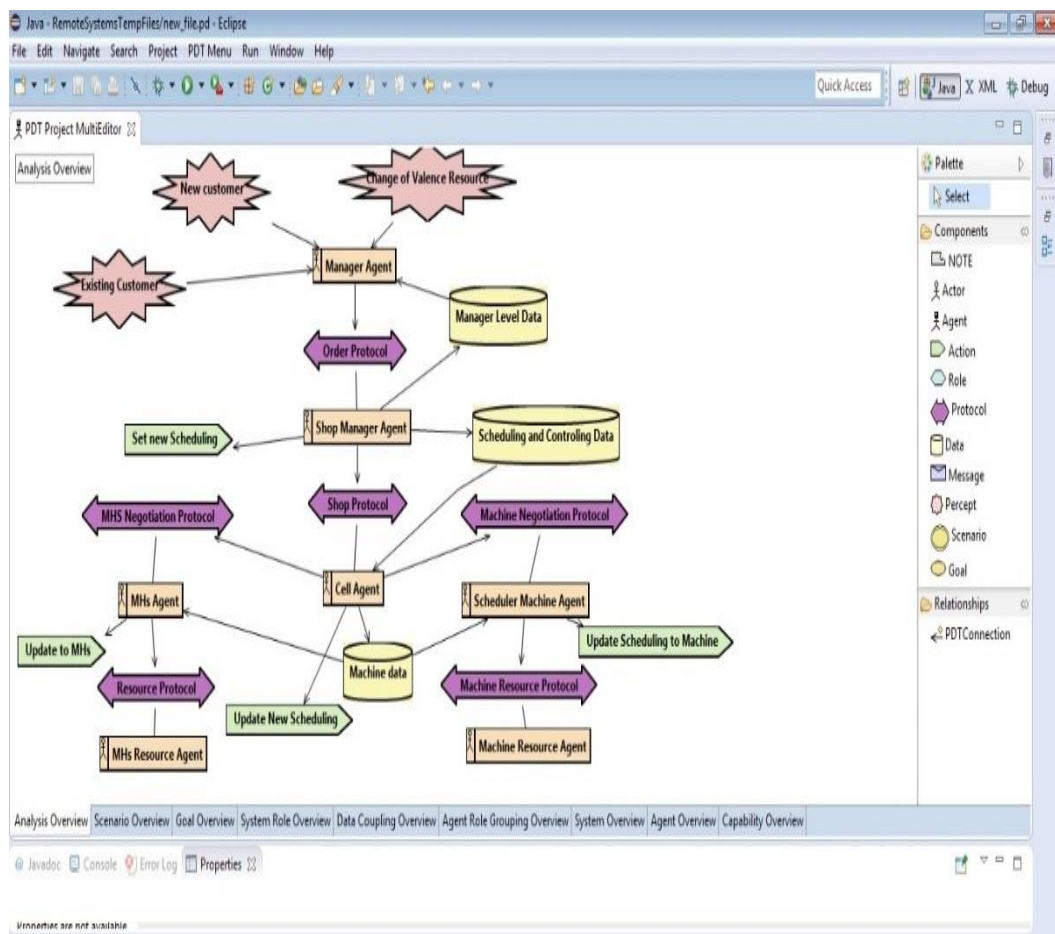 Java - RemoteSystemsTempFiles/new_file.pd - Eclipse
File Edit Navigate Search Project PDT Menu Run Window Help
Quick Access
Java XML Debug
PDT Project MultiEditor
Analysis Overview
New customer
Change of Valence Resource
Existing Customer
Manager Agent
Manager Level Data
Order Protocol
Shop Manager Agent
Set new Scheduling
Scheduling and Controling Data
MHS Negotiation Protocol
Shop Protocol
Machine Negotiation Protocol
MHs Agent
Cell Agent
Scheduler Machine Agent
Update to MHs
Update Scheduling to Machine
Machine data
Resource Protocol
Machine Resource Protocol
Update New Scheduling
MHs Resource Agent
Machine Resource Agent
Palette
Select
Components
NOTE
Actor
Agent
Action
Role
Protocol
Data
Message
Percept
Scenario
Goal
Relationships
PDTConnection
Analysis Overview Scenario Overview Goal Overview System Role Overview Data Coupling Overview Agent Role Grouping Overview System Overview Agent Overview Capability Overview
Javadoc Console Error Log Properties
Properties are not available